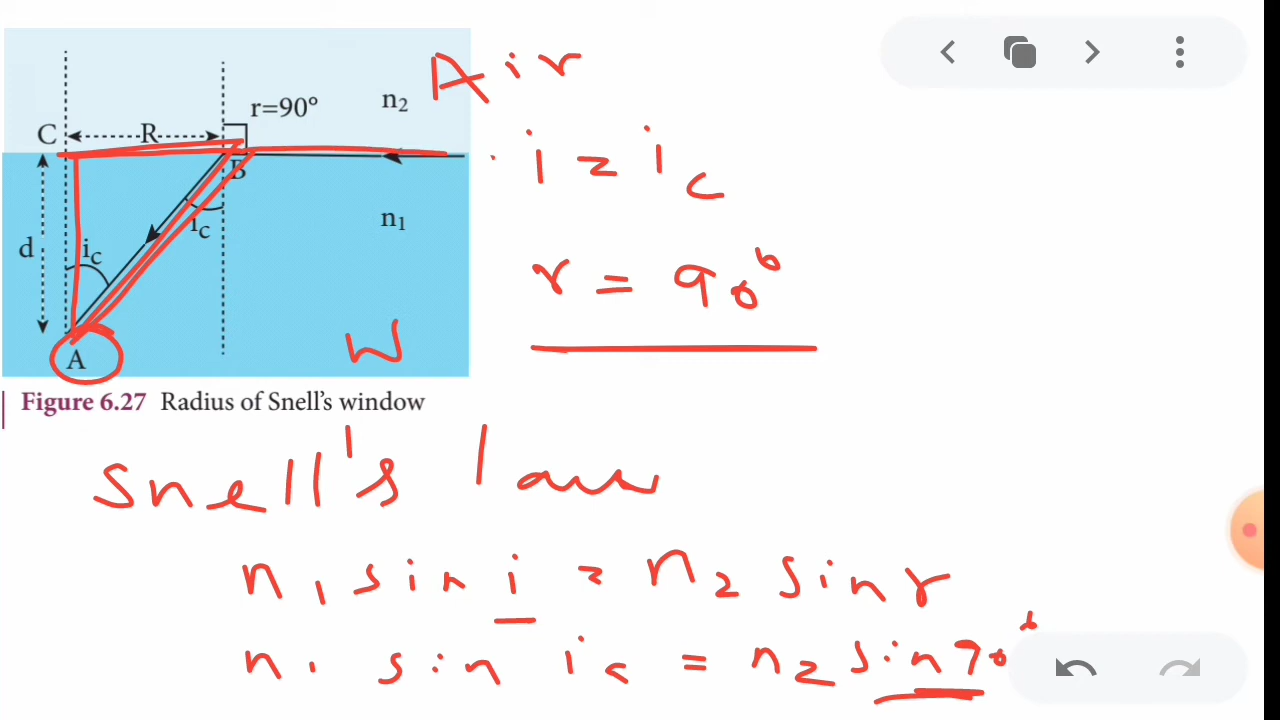 Air
r=90°
n2
C
R
B
i = ic
n1
ic
d
ic
r = 90°
W
A
Figure 6.27 Radius of Snell's window
Snell's law
n1 sin i = n2 sin r
n1 sin ic = n2 sin 90°